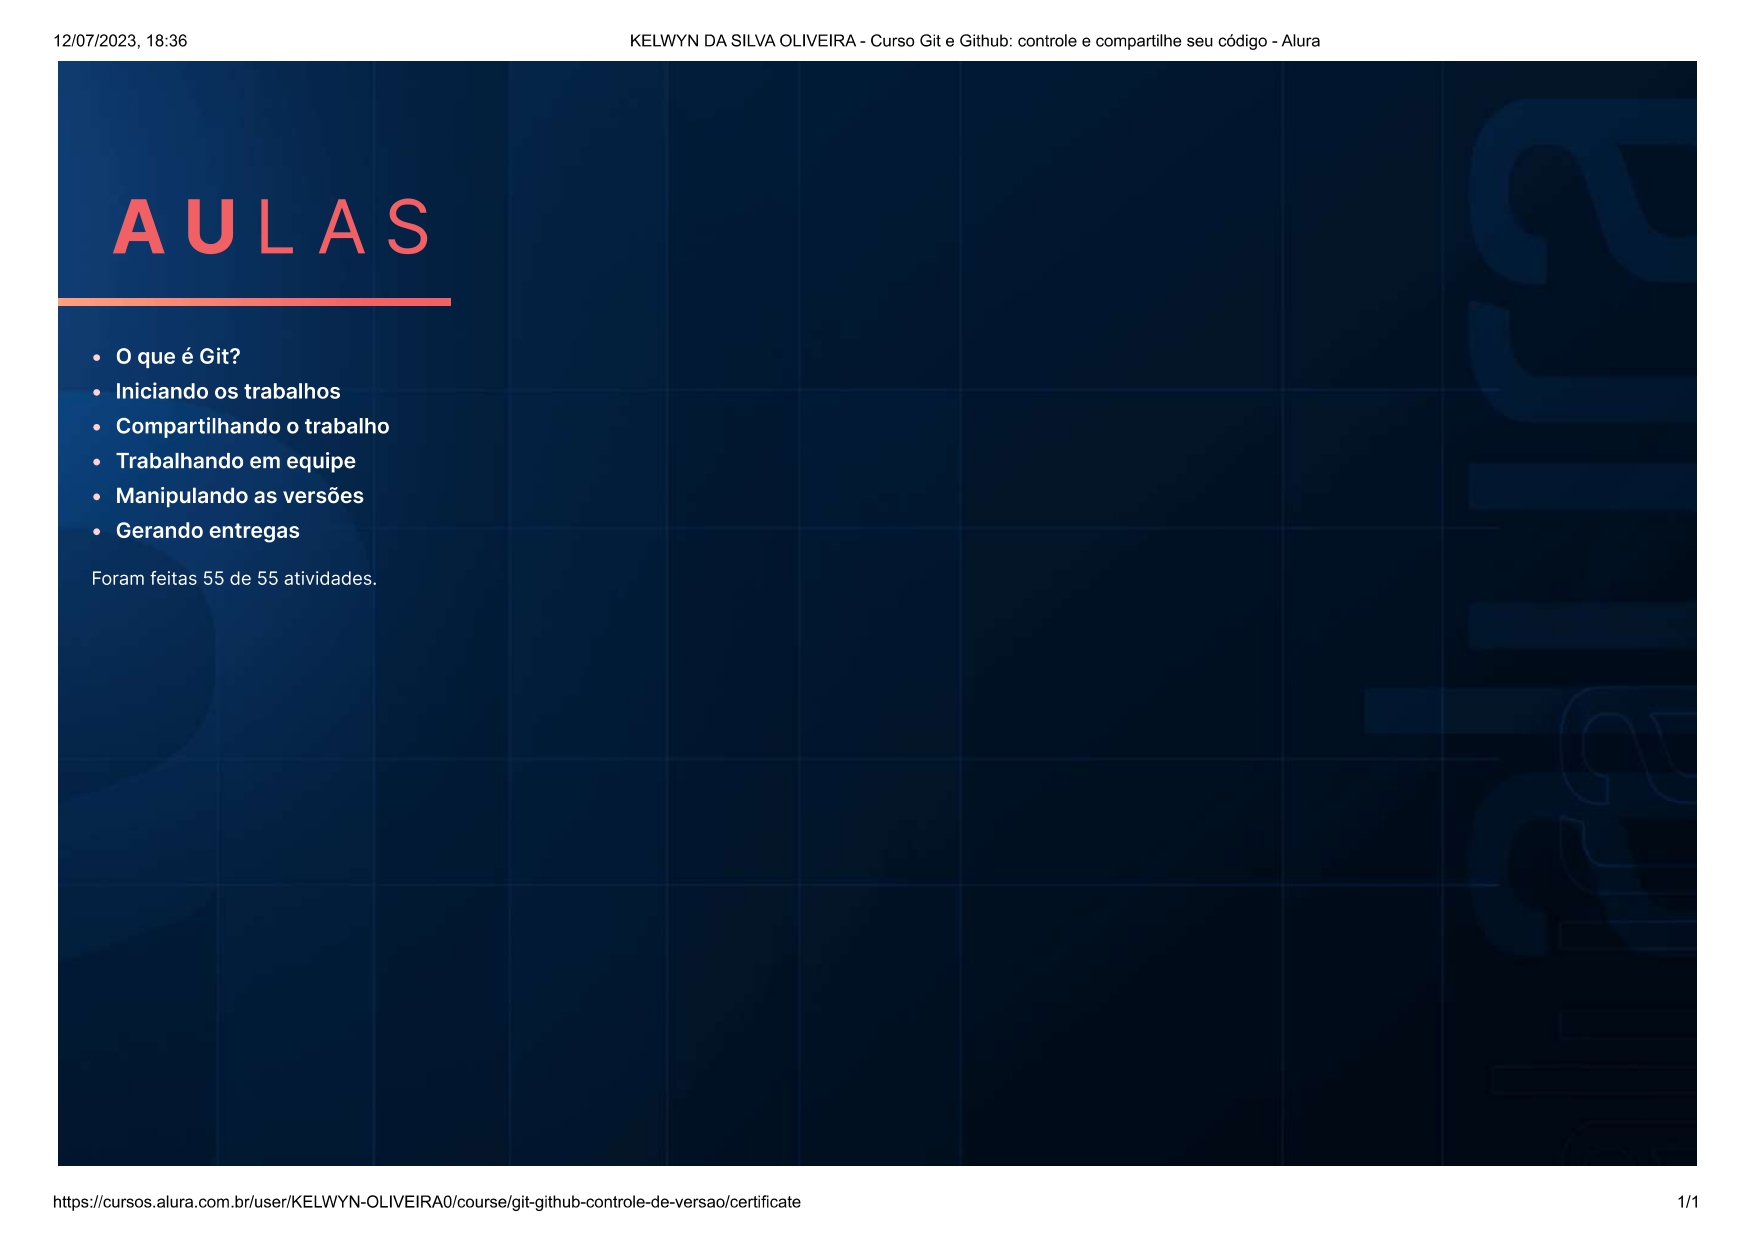 12/07/2023, 18:36
KELWYN DA SILVA OLIVEIRA - Curso Git e Github: controle e compartilhe seu código - Alura
AULAS
• O que é Git?
• Iniciando os trabalhos
• Compartilhando o trabalho
• Trabalhando em equipe
• Manipulando as versões
• Gerando entregas
Foram feitas 55 de 55 atividades.
alura
alura
https://cursos.alura.com.br/user/KELWYN-OLIVEIRA0/course/git-github-controle-de-versao/certificate
1/1